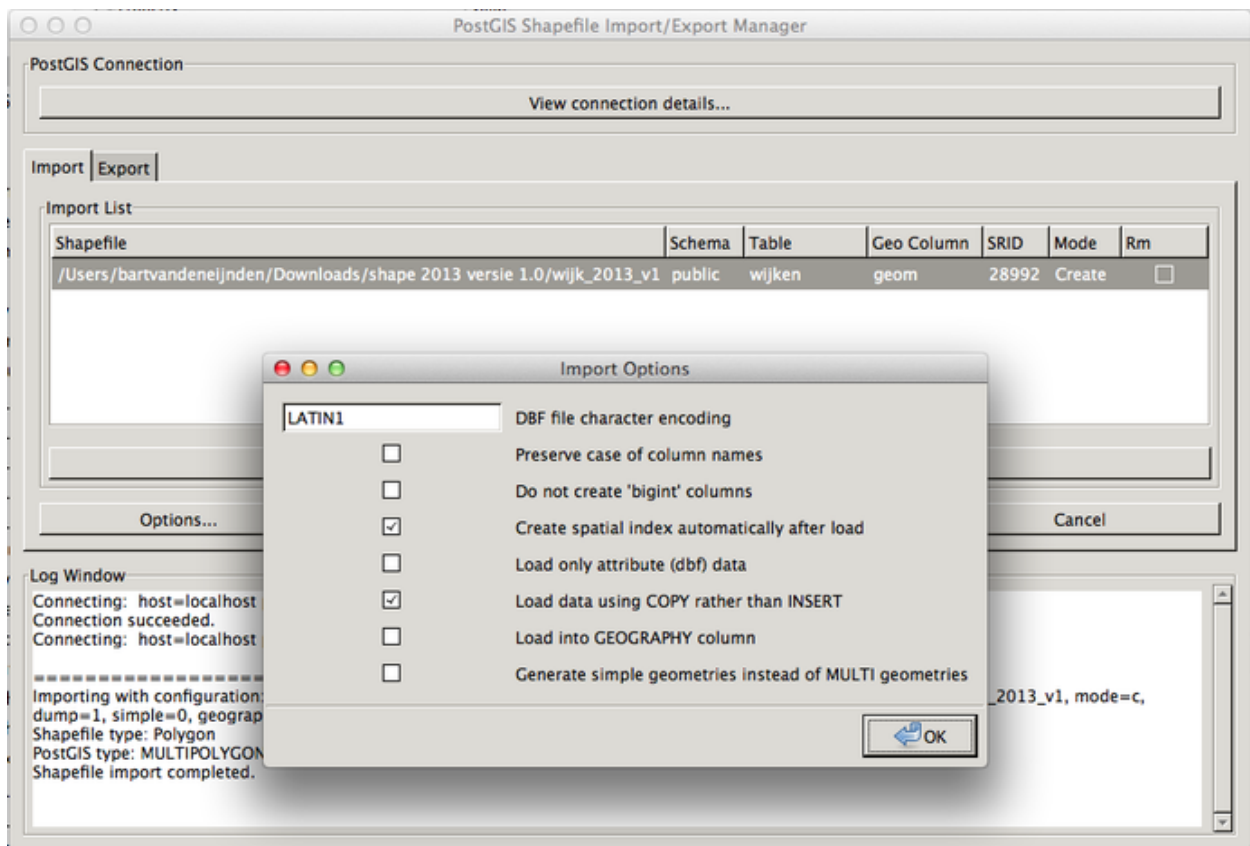 PostGIS Shapefile Import/Export Manager
PostGIS Connection
View connection details...
Import Export
Import List
Shapefile Schema Table Geo Column SRID Mode Rm
/Users/bartvandeneijnden/Downloads/shape 2013 versie 1.0/wijk_2013_v1 public wijken geom 28992 Create
Import Options
LATIN1 DBF file character encoding
Preserve case of column names
Do not create 'bigint' columns
Create spatial index automatically after load
Load only attribute (dbf) data
Load data using COPY rather than INSERT
Load into GEOGRAPHY column
Generate simple geometries instead of MULTI geometries
OK
Options... Cancel
Log Window
Connecting: host=localhost
Connection succeeded.
Connecting: host=localhost
====================
Importing with configuration: _2013_v1, mode=c,
dump=1, simple=0, geograp
Shapefile type: Polygon
PostGIS type: MULTIPOLYGON
Shapefile import completed.